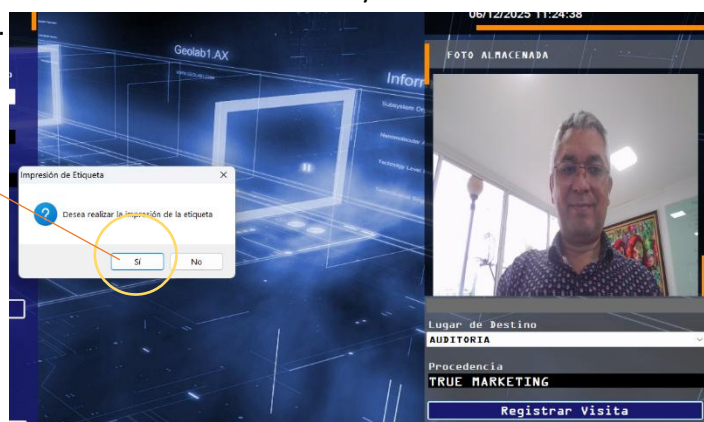 06/12/2025 11:24:38
FOTO ALMACENADA
Geolab1.AX
Infor
Impresión de Etiqueta
Desea realizar la impresión de la etiqueta
Sí
No
Lugar de Destino
AUDITORIA
Procedencia
TRUE MARKETING
Registrar Visita